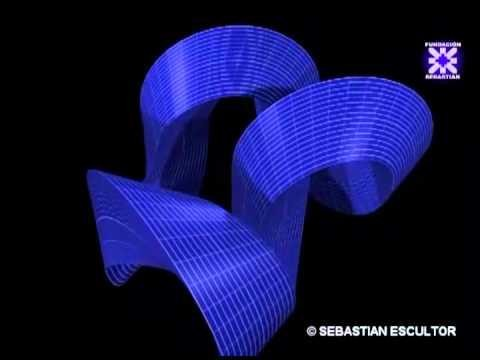 FUNDACIÓN
SEBASTIAN
© SEBASTIAN ESCULTOR